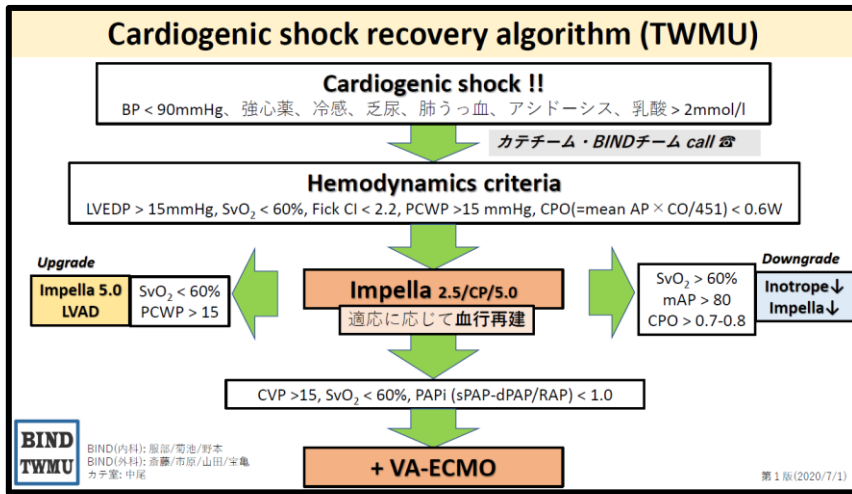 Cardiogenic shock recovery algorithm (TWMU)
Cardiogenic shock !!
BP < 90mmHg、強心薬、冷感、乏尿、肺うっ血、アシドーシス、乳酸 > 2mmol/l
カテチーム・BINDチーム call ☎
Hemodynamics criteria
LVEDP > 15mmHg, SvO₂ < 60%, Fick CI < 2.2, PCWP >15 mmHg, CPO(=mean AP × CO/451) < 0.6W
Upgrade
Impella 5.0
LVAD
SvO₂ < 60%
PCWP > 15
Impella 2.5/CP/5.0
適応に応じて血行再建
Downgrade
SvO₂ > 60%
mAP > 80
CPO > 0.7-0.8
Inotrope↓
Impella↓
CVP >15, SvO₂ < 60%, PAPi (sPAP-dPAP/RAP) < 1.0
+ VA-ECMO
BIND
TWMU
BIND(内科): 服部/菊池/野本
BIND(外科): 斎藤/市原/山田/宝亀
カテ室: 中尾
第1版(2020/7/1)